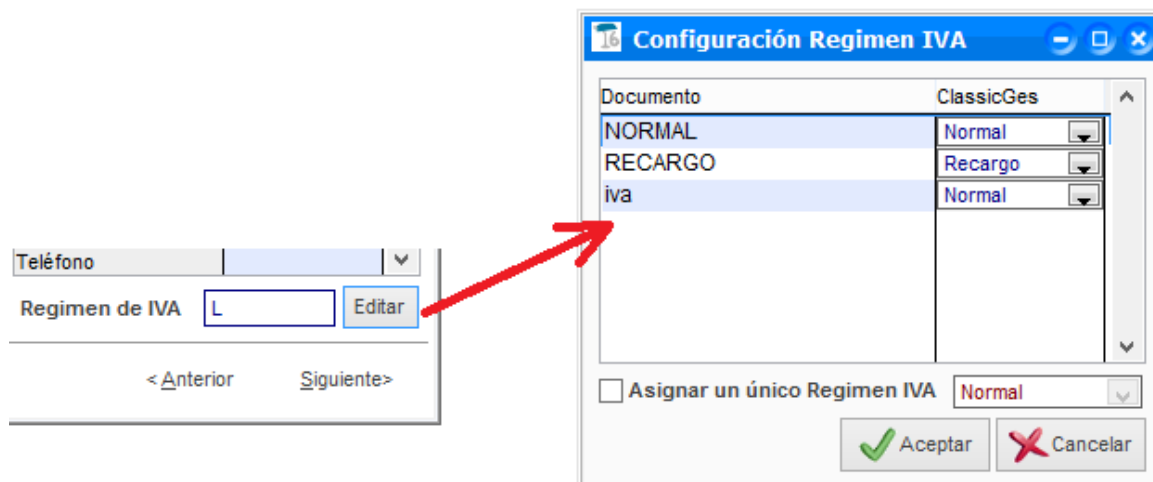 Teléfono
Regimen de IVA L Editar
< Anterior Siguiente>
16 Configuración Regimen IVA
Documento ClassicGes
NORMAL Normal
RECARGO Recargo
iva Normal
Asignar un único Regimen IVA Normal
Aceptar Cancelar